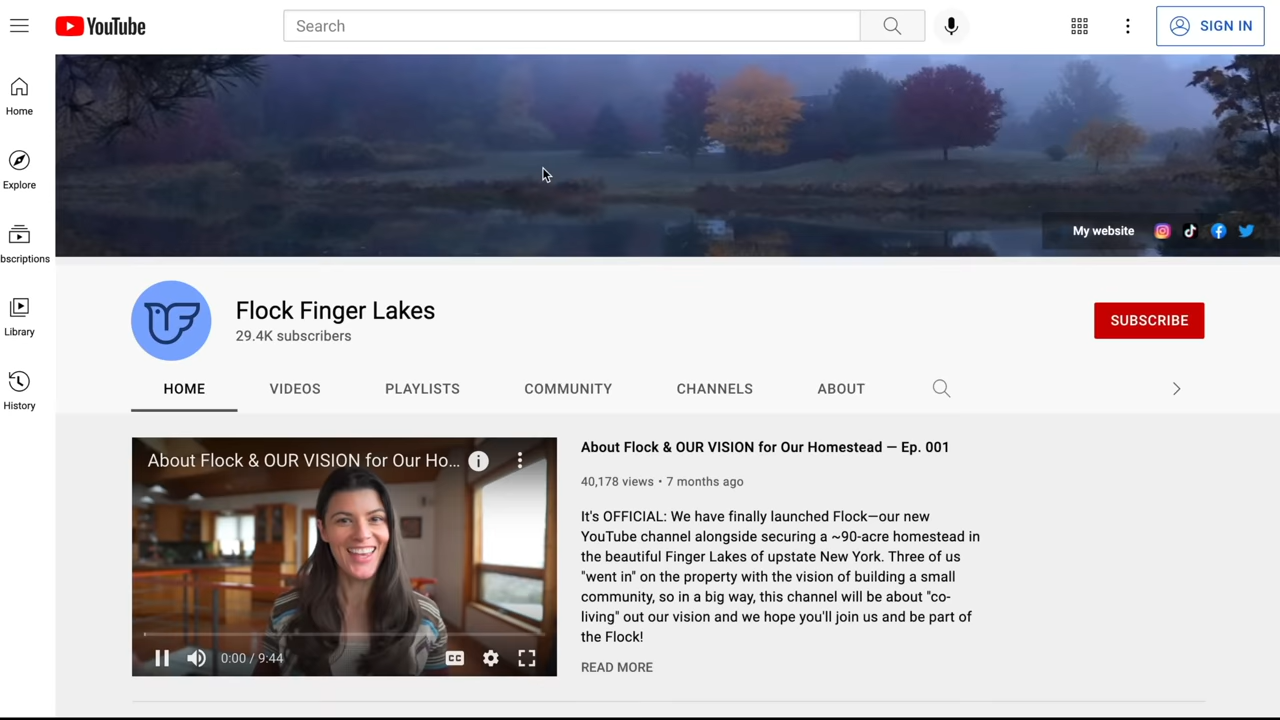 YouTube
Search
SIGN IN
Home
Explore
bscriptions
Library
History
My website
Flock Finger Lakes
29.4K subscribers
SUBSCRIBE
HOME VIDEOS PLAYLISTS COMMUNITY CHANNELS ABOUT
About Flock & OUR VISION for Our Ho...
0:00 / 9:44
CC
About Flock & OUR VISION for Our Homestead — Ep. 001
40,178 views • 7 months ago
It's OFFICIAL: We have finally launched Flock—our new
YouTube channel alongside securing a ~90-acre homestead in
the beautiful Finger Lakes of upstate New York. Three of us
"went in" on the property with the vision of building a small
community, so in a big way, this channel will be about "co-
living" out our vision and we hope you'll join us and be part of
the Flock!
READ MORE